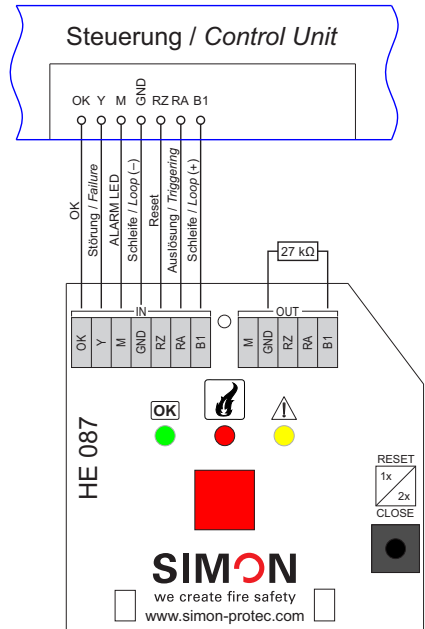 Steuerung / Control Unit
OK Y M GND RZ RA B1
OK
Störung / Failure
ALARM LED
Schleife / Loop (–)
Reset
Auslösung / Triggering
Schleife / Loop (+)
27 kΩ
IN
OUT
OK Y M GND RZ RA B1
M GND RZ RA B1
OK
HE 087
RESET
1x
2x
CLOSE
SIMON
we create fire safety
www.simon-protec.com